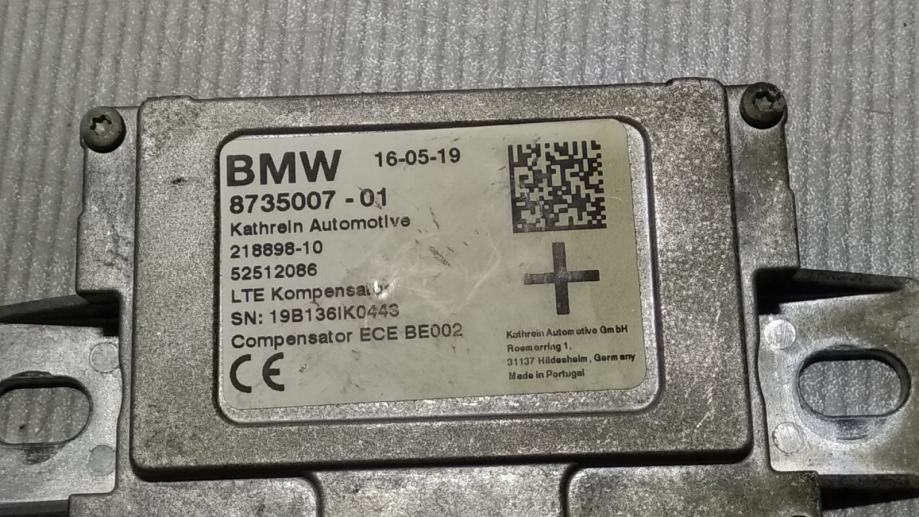 BMW 16-05-19
8735007 - 01
Kathrein Automotive
218898-10
52512086
LTE
SN: 19B136IK0443
Compensator ECE BE002
CE
Kathrein Automotive GmbH
Roemerring 1,
31137 Hildesheim, Germany
Made in Portugal